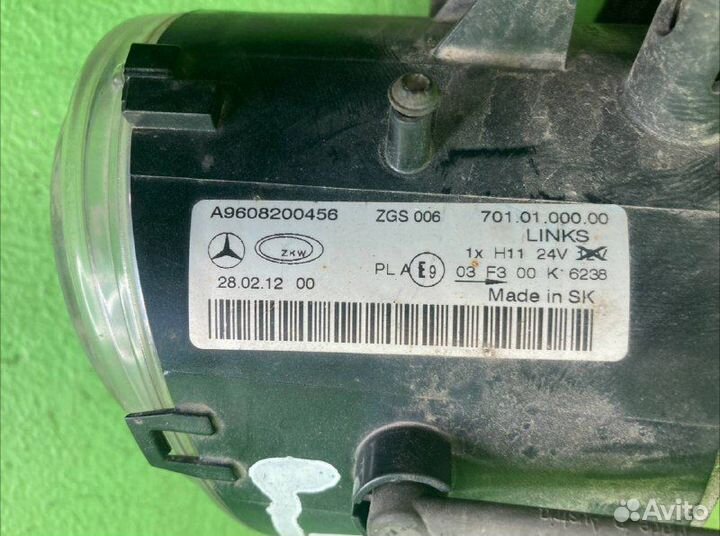 A9608200456 ZGS 006 701.01.000.00
LINKS
ZKW
1x H11 24V
PL A E9 03 F3 00 K 6238
28.02.12 00
Made in SK
Avito